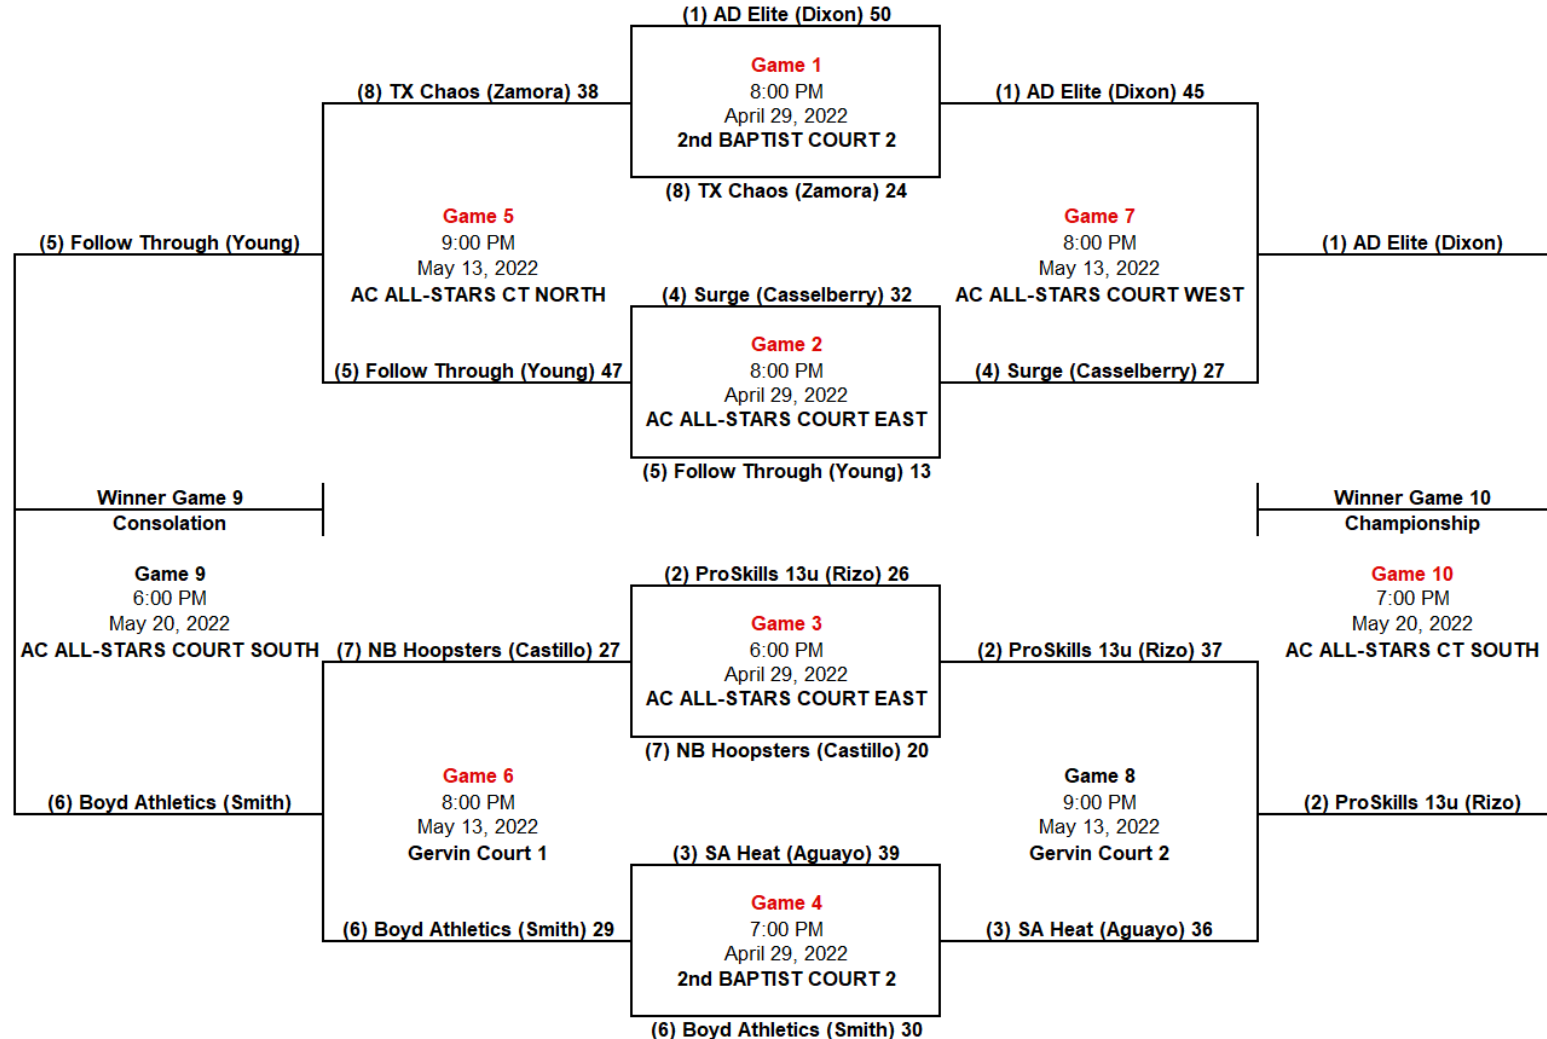 (1) AD Elite (Dixon) 50
Game 1
8:00 PM
April 29, 2022
2nd BAPTIST COURT 2
(8) TX Chaos (Zamora) 24
(8) TX Chaos (Zamora) 38
(1) AD Elite (Dixon) 45
Game 5
9:00 PM
May 13, 2022
AC ALL-STARS CT NORTH
Game 7
8:00 PM
May 13, 2022
AC ALL-STARS COURT WEST
(5) Follow Through (Young)
(1) AD Elite (Dixon)
(4) Surge (Casselberry) 32
Game 2
8:00 PM
April 29, 2022
AC ALL-STARS COURT EAST
(5) Follow Through (Young) 13
(5) Follow Through (Young) 47
(4) Surge (Casselberry) 27
Winner Game 9
Consolation
Winner Game 10
Championship
Game 9
6:00 PM
May 20, 2022
AC ALL-STARS COURT SOUTH
(2) ProSkills 13u (Rizo) 26
Game 3
6:00 PM
April 29, 2022
AC ALL-STARS COURT EAST
(7) NB Hoopsters (Castillo) 20
Game 10
7:00 PM
May 20, 2022
AC ALL-STARS CT SOUTH
(7) NB Hoopsters (Castillo) 27
(2) ProSkills 13u (Rizo) 37
Game 6
8:00 PM
May 13, 2022
Gervin Court 1
Game 8
9:00 PM
May 13, 2022
Gervin Court 2
(6) Boyd Athletics (Smith)
(2) ProSkills 13u (Rizo)
(3) SA Heat (Aguayo) 39
Game 4
7:00 PM
April 29, 2022
2nd BAPTIST COURT 2
(6) Boyd Athletics (Smith) 30
(6) Boyd Athletics (Smith) 29
(3) SA Heat (Aguayo) 36